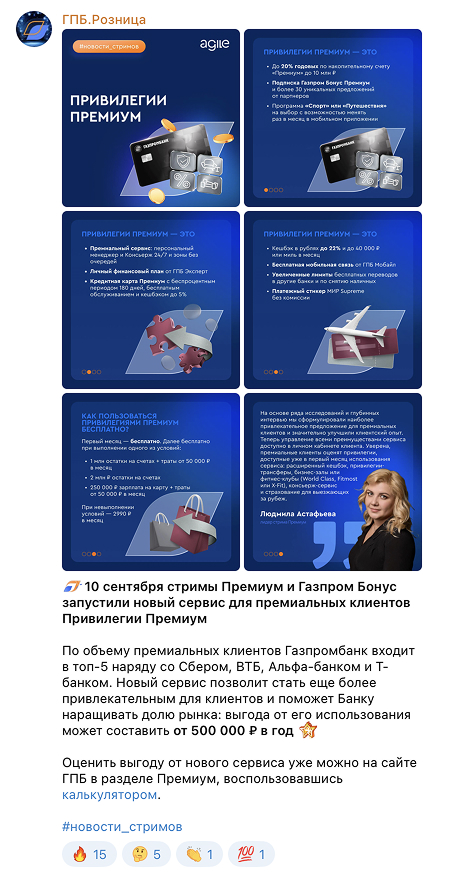 ГПБ.Розница
#новости_стримов
agile
ПРИВИЛЕГИИ
ПРЕМИУМ
ГАЗПРОМБАНК
ПРИВИЛЕГИИ ПРЕМИУМ — ЭТО
До 20% годовых по накопительному счету
«Премиум» до 10 млн ₽
Подписка Газпром Бонус Премиум
и более 30 уникальных предложений
от партнеров
Программа «Спорт» или «Путешествия»
на выбор с возможностью менять
раз в месяц в мобильном приложении
ГАЗПРОМБАНК
ПРИВИЛЕГИИ ПРЕМИУМ — ЭТО
Премиальный сервис: персональный
менеджер и Консьерж 24/7 и зоны без
очередей
Личный финансовый план от ГПБ Эксперт
Кредитная карта Премиум с беспроцентным
периодом 180 дней, бесплатным
обслуживанием и кешбэком до 5%
ПРИВИЛЕГИИ ПРЕМИУМ — ЭТО
Кешбэк в рублях до 22% и до 40 000 ₽
или миль в месяц
Бесплатная мобильная связь от ГПБ Мобайл
Увеличенные лимиты бесплатных переводов
в другие банки и по снятию наличных
Платежный стикер МИР Supreme
без комиссии
КАК ПОЛЬЗОВАТЬСЯ
ПРИВИЛЕГИЯМИ ПРЕМИУМ
БЕСПЛАТНО?
Первый месяц — бесплатно. Далее бесплатно
при выполнении одного из условий:
1 млн остатки на счетах + траты от 50 000 ₽
в месяц
2 млн ₽ остатки на счетах
250 000 ₽ зарплата на карту + траты
от 50 000 ₽ в месяц
При невыполнении
условий — 2990 ₽
в месяц
На основе ряда исследований и глубинных
интервью мы сформулировали наиболее
привлекательное предложение для премиальных
клиентов и значительно улучшили клиентский опыт.
Теперь управление всеми преимуществами сервиса
доступно в личном кабинете клиента. Уверена,
премиальные клиенты оценят привилегии,
доступные уже в первый месяц использования
сервиса: расширенный кешбэк, привилегии-
трансферы, бизнес-залы или
фитнес-клубы (World Class, Fitmost
или X-Fit), консьерж-сервис
и страхование для выезжающих
за рубеж.
Людмила Астафьева
10 сентября стримы Премиум и Газпром Бонус
запустили новый сервис для премиальных клиентов
Привилегии Премиум
По объему премиальных клиентов Газпромбанк входит
в топ-5 наряду со Сбером, ВТБ, Альфа-банком и Т-
банком. Новый сервис позволит стать еще более
привлекательным для клиентов и поможет Банку
наращивать долю рынка: выгода от его использования
может составить от 500 000 ₽ в год
Оценить выгоду от нового сервиса уже можно на сайте
ГПБ в разделе Премиум, воспользовавшись
калькулятором.
#новости_стримов
15
5
1
100 1